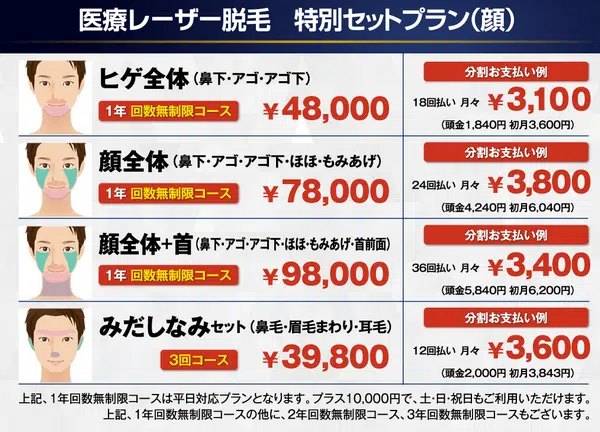 医療レーザー脱毛　特別セットプラン（顔）
ヒゲ全体（鼻下・アゴ・アゴ下）
1年 回数無制限コース ￥48,000
分割お支払い例
18回払い 月々 ￥3,100
（頭金1,840円 初月3,600円）
顔全体（鼻下・アゴ・アゴ下・ほほ・もみあげ）
1年 回数無制限コース ￥78,000
分割お支払い例
24回払い 月々 ￥3,800
（頭金4,240円 初月6,040円）
顔全体+首（鼻下・アゴ・アゴ下・ほほ・もみあげ・首前面）
1年 回数無制限コース ￥98,000
分割お支払い例
36回払い 月々 ￥3,400
（頭金5,840円 初月6,200円）
みだしなみセット（鼻毛・眉毛まわり・耳毛）
3回コース ￥39,800
分割お支払い例
12回払い 月々 ￥3,600
（頭金2,000円 初月3,843円）
上記、1年回数無制限コースは平日対応プランとなります。プラス10,000円で、土・日・祝日もご利用いただけます。
上記、1年回数無制限コースの他に、2年回数無制限コース、3年回数無制限コースもございます。